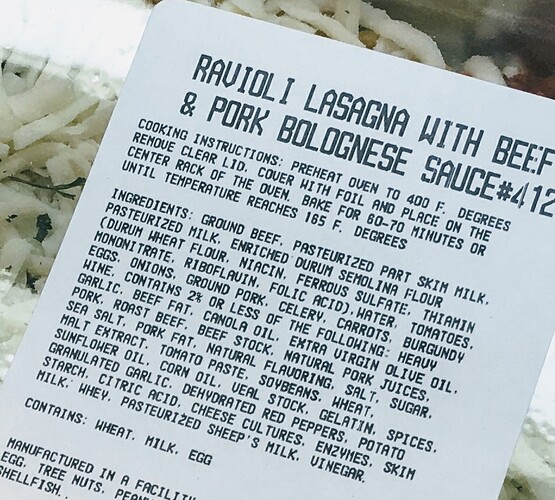 RAVIOLI LASAGNA WITH BEEF
& PORK BOLOGNESE SAUCE#412
COOKING INSTRUCTIONS: PREHEAT OVEN TO 400 F. DEGREES
REMOVE CLEAR LID. COVER WITH FOIL AND PLACE ON THE
CENTER RACK OF THE OVEN. BAKE FOR 60-70 MINUTES OR
UNTIL TEMPERATURE REACHES 165 F. DEGREES
INGREDIENTS: GROUND BEEF, PASTEURIZED PART SKIM MILK,
PASTEURIZED MILK, ENRICHED DURUM SEMOLINA FLOUR
(DURUM WHEAT FLOUR, NIACIN, FERROUS SULFATE, THIAMIN
MONONITRATE, RIBOFLAVIN, FOLIC ACID), WATER, TOMATOES,
EGGS, ONIONS, GROUND PORK, CELERY, CARROTS, BURGUNDY
WINE. CONTAINS 2% OR LESS OF THE FOLLOWING: HEAVY
GARLIC, BEEF FAT, CANOLA OIL, EXTRA VIRGIN OLIVE OIL,
PORK, ROAST BEEF, BEEF STOCK, NATURAL PORK JUICES,
SEA SALT, PORK FAT, NATURAL FLAVORING, SALT, SUGAR,
MALT EXTRACT, TOMATO PASTE, SOYBEANS, WHEAT,
SUNFLOWER OIL, CORN OIL, VEAL STOCK, GELATIN, SPICES,
GRANULATED GARLIC, DEHYDRATED RED PEPPERS, POTATO
STARCH, CITRIC ACID, CHEESE CULTURES, ENZYMES, SKIM
MILK, WHEY, PASTEURIZED SHEEP'S MILK, VINEGAR.
CONTAINS: WHEAT, MILK, EGG
MANUFACTURED IN A FACILITY
EGG, TREE NUTS,
SHELLFISH.